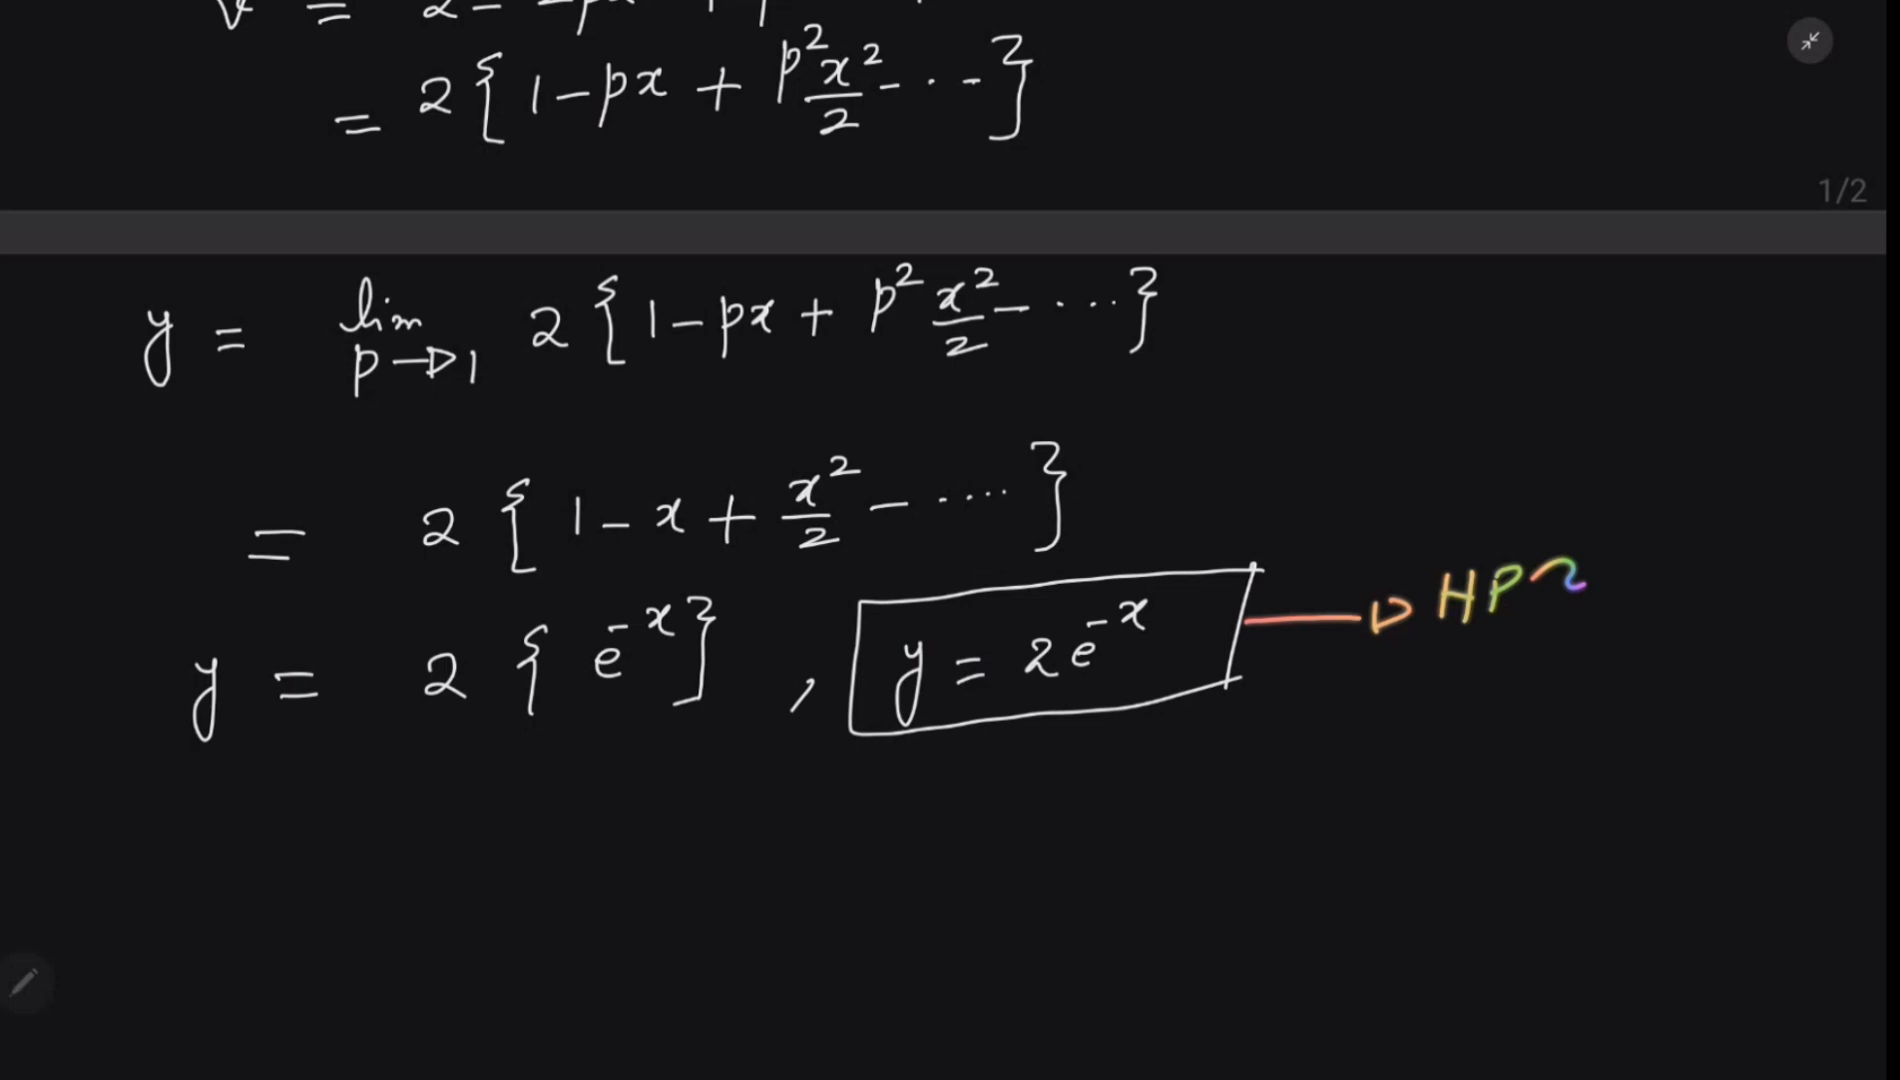 = 2{1-px + p²x²/2 - ...}
1/2
y = lim p→1 2{1-px + p² x²/2 - ....}
= 2{1-x + x²/2 - ....}
y = 2{e^-x}, y = 2e^-x → HP